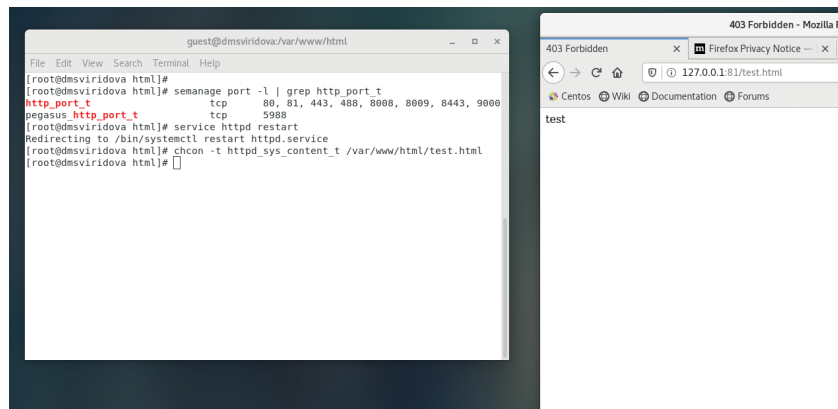 guest@dmsviridova:/var/www/html
File Edit View Search Terminal Help
[root@dmsviridova html]#
[root@dmsviridova html]# semanage port -l | grep http_port_t
http_port_t tcp 80, 81, 443, 488, 8008, 8009, 8443, 9000
pegasus_http_port_t tcp 5988
[root@dmsviridova html]# service httpd restart
Redirecting to /bin/systemctl restart httpd.service
[root@dmsviridova html]# chcon -t httpd_sys_content_t /var/www/html/test.html
[root@dmsviridova html]#
403 Forbidden - Mozilla F
403 Forbidden
Firefox Privacy Notice —
127.0.0.1:81/test.html
Centos Wiki Documentation Forums
test